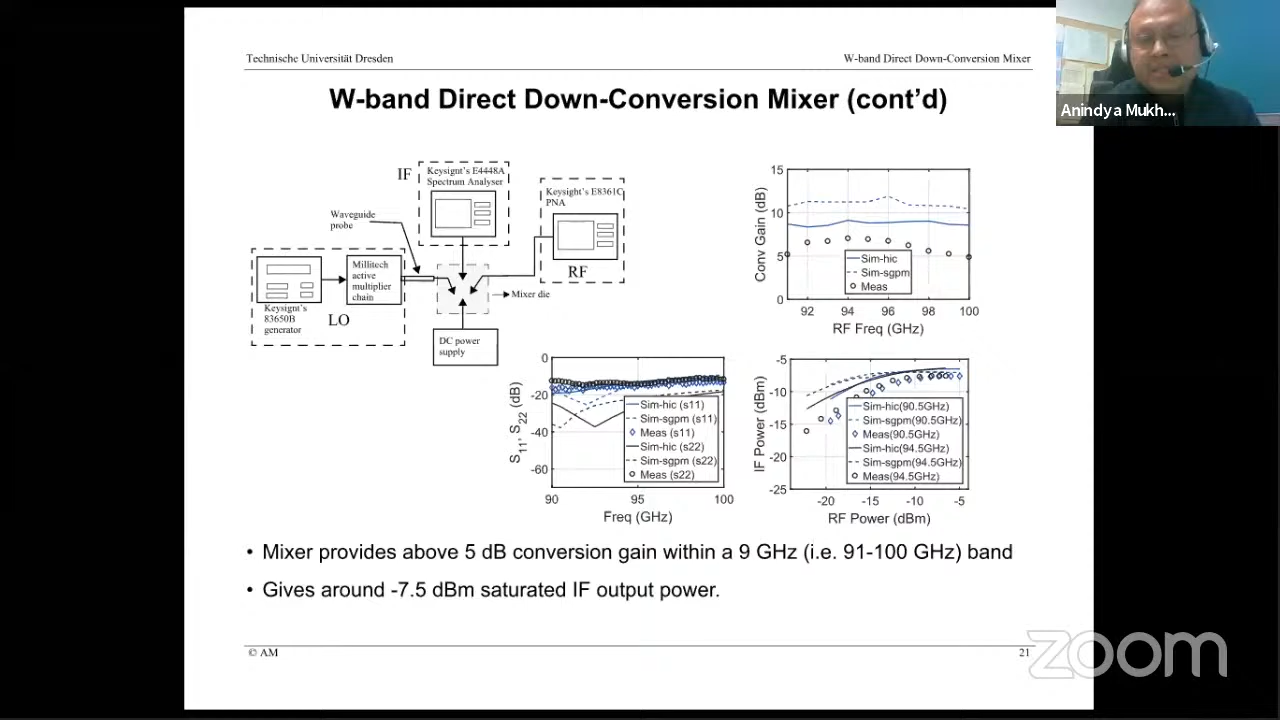 Technische Universität Dresden
W-band Direct Down-Conversion Mixer
Anindya Mukh...
W-band Direct Down-Conversion Mixer (cont'd)
IF
Keysignt's E4448A
Spectrum Analyser
Keysight's E8361C
PNA
RF
Waveguide
probe
Millitech
active
multiplier
chain
Keysignt's
83650B
generator
LO
Mixer die
DC power
supply
15
10
5
0
Conv Gain (dB)
Sim-hic
Sim-sgpm
Meas
92
94
96
98
100
RF Freq (GHz)
0
-20
-40
-60
S11, S22 (dB)
Sim-hic (s11)
Sim-sgpm (s11)
Meas (s11)
Sim-hic (s22)
Sim-sgpm (s22)
Meas (s22)
90
95
100
Freq (GHz)
-5
-10
-15
-20
-25
IF Power (dBm)
Sim-hic(90.5GHz)
Sim-sgpm(90.5GHz)
Meas(90.5GHz)
Sim-hic(94.5GHz)
Sim-sgpm(94.5GHz)
Meas(94.5GHz)
-20
-15
-10
-5
RF Power (dBm)
• Mixer provides above 5 dB conversion gain within a 9 GHz (i.e. 91-100 GHz) band
• Gives around -7.5 dBm saturated IF output power.
© AM
21
zoom